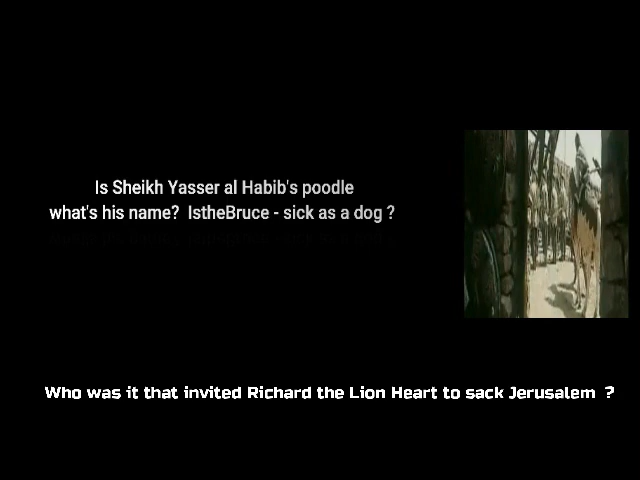 Is Sheikh Yasser al Habib's poodle
what's his name? IstheBruce - sick as a dog ?
Who was it that invited Richard the Lion Heart to sack Jerusalem ?